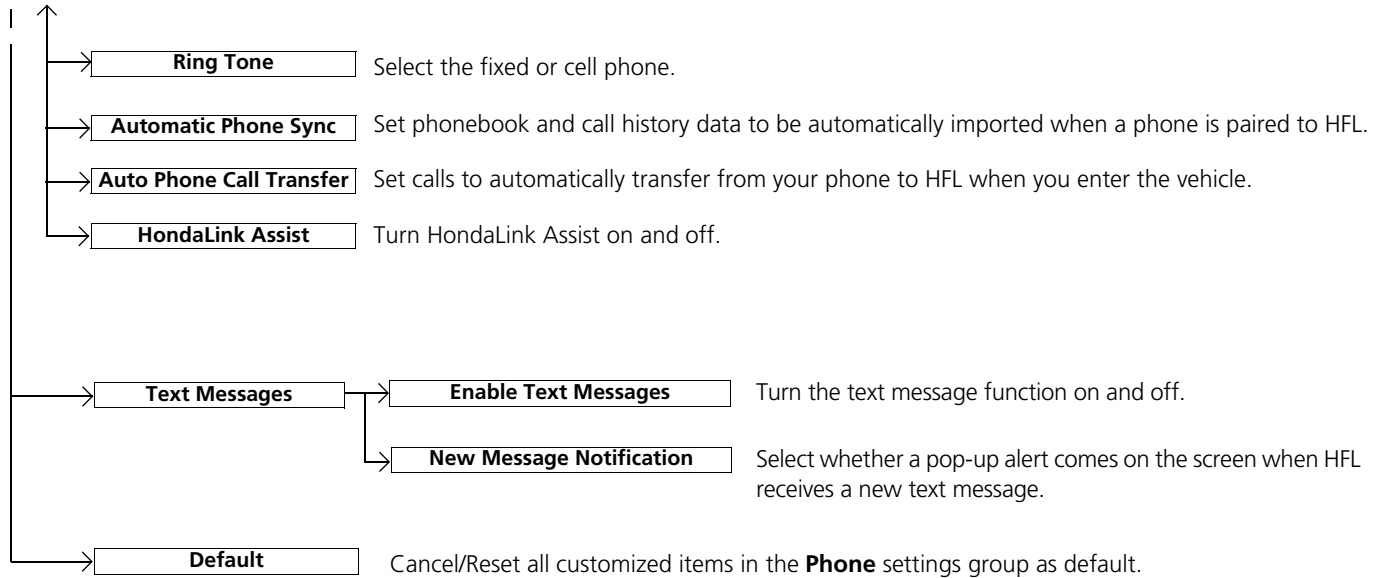 Ring Tone Select the fixed or cell phone.
Automatic Phone Sync Set phonebook and call history data to be automatically imported when a phone is paired to HFL.
Auto Phone Call Transfer Set calls to automatically transfer from your phone to HFL when you enter the vehicle.
HondaLink Assist Turn HondaLink Assist on and off.
Text Messages Enable Text Messages Turn the text message function on and off.
New Message Notification Select whether a pop-up alert comes on the screen when HFL
receives a new text message.
Default Cancel/Reset all customized items in the Phone settings group as default.